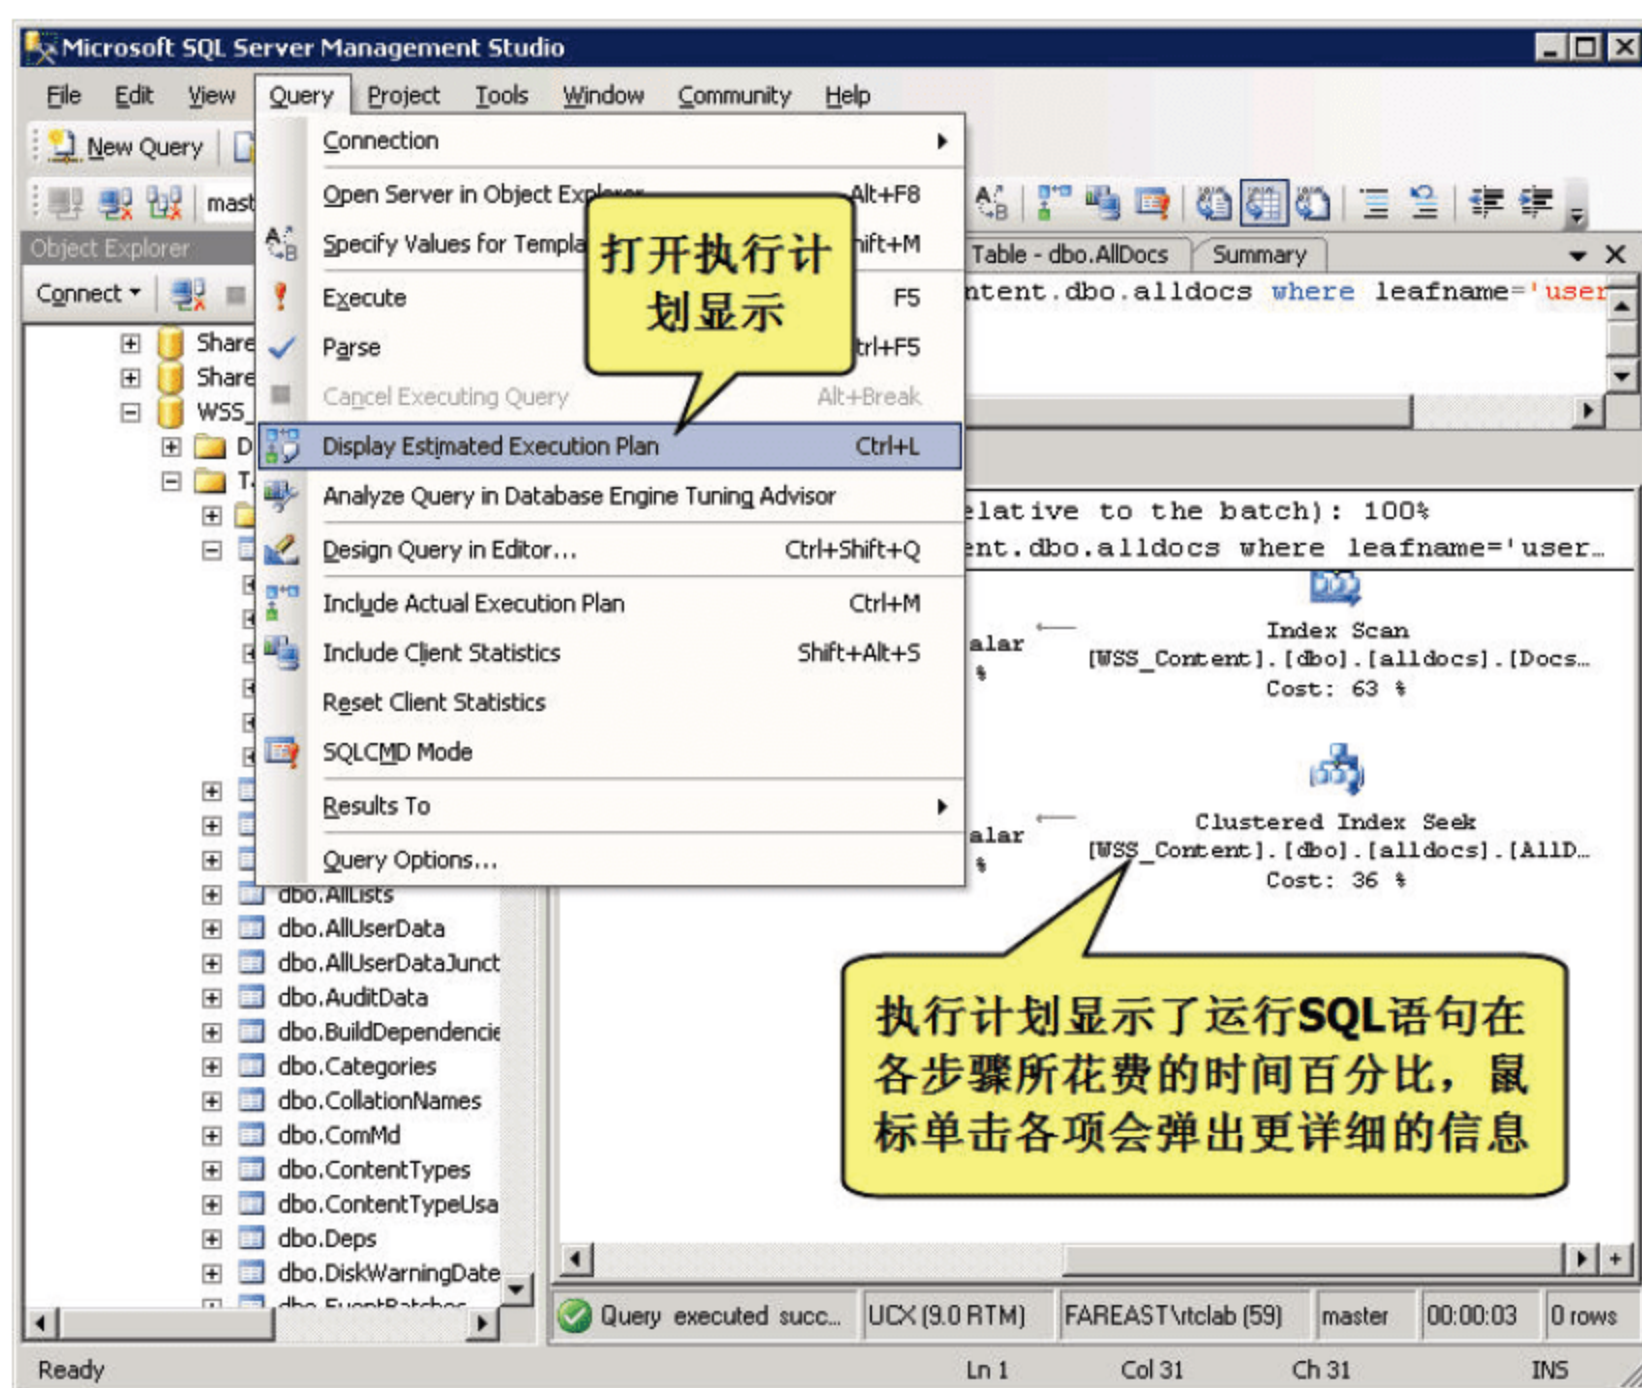 Microsoft SQL Server Management Studio
File Edit View Query Project Tools Window Community Help
New Query
mast
Object Explorer
Connect
Share
Share
WSS_
D
T
dbo.AllLists
dbo.AllUserData
dbo.AllUserDataJunct
dbo.AuditData
dbo.BuildDependencie
dbo.Categories
dbo.CollationNames
dbo.ComMd
dbo.ContentTypes
dbo.ContentTypeUsa
dbo.Deps
dbo.DiskWarningDate
dbo.EventBatches
Connection
Open Server in Object Explorer Alt+F8
Specify Values for Templa hift+M
Execute F5
Parse trl+F5
Cancel Executing Query Alt+Break
Display Estimated Execution Plan Ctrl+L
Analyze Query in Database Engine Tuning Advisor
Design Query in Editor... Ctrl+Shift+Q
Include Actual Execution Plan Ctrl+M
Include Client Statistics Shift+Alt+S
Reset Client Statistics
SQLCMD Mode
Results To
Query Options...
打开执行计
划显示
Table - dbo.AllDocs Summary
ntent.dbo.alldocs where leafname='user
elative to the batch): 100%
ent.dbo.alldocs where leafname='user…
alar
%
Index Scan
[WSS_Content].[dbo].[alldocs].[Docs…
Cost: 63 %
alar
%
Clustered Index Seek
[WSS_Content].[dbo].[alldocs].[AllD…
Cost: 36 %
执行计划显示了运行SQL语句在
各步骤所花费的时间百分比，鼠
标单击各项会弹出更详细的信息
Query executed succ... UCX (9.0 RTM) FAREAST\rtclab (59) master 00:00:03 0 rows
Ready Ln 1 Col 31 Ch 31 INS